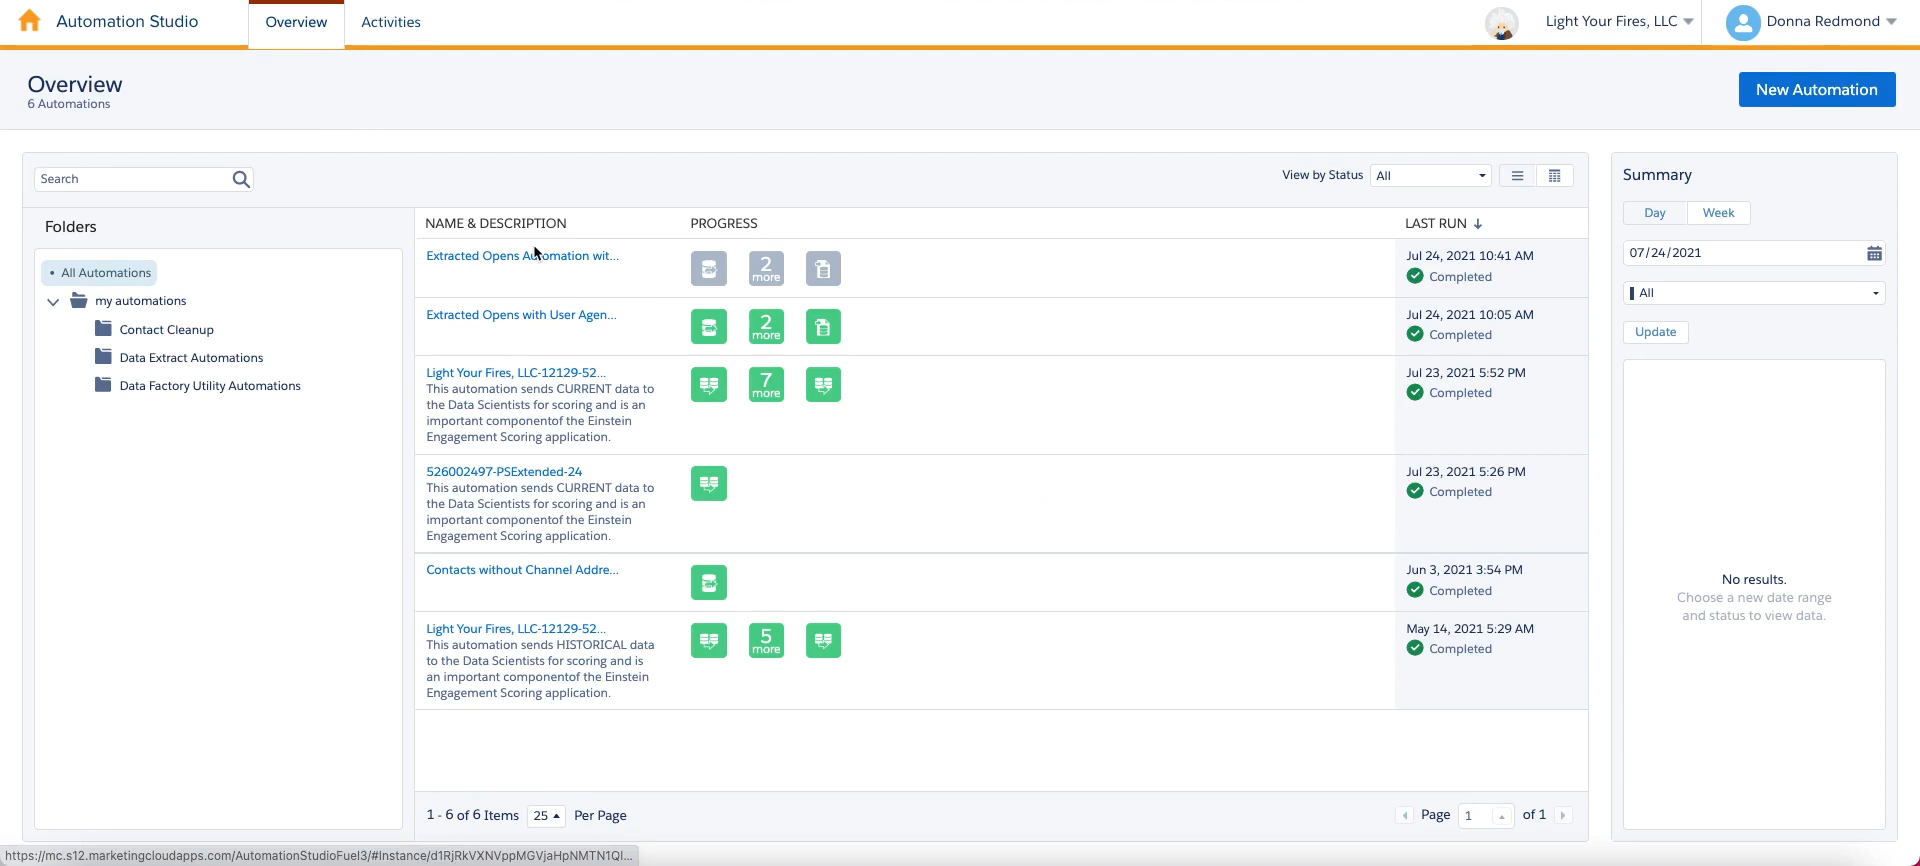 Automation Studio
Overview
Activities
Light Your Fires, LLC
Donna Redmond
Overview
6 Automations
New Automation
Search
View by Status
All
Folders
All Automations
my automations
Contact Cleanup
Data Extract Automations
Data Factory Utility Automations
NAME & DESCRIPTION
PROGRESS
LAST RUN
Extracted Opens Automation wit...
2
more
Jul 24, 2021 10:41 AM
Completed
Extracted Opens with User Agen...
2
more
Jul 24, 2021 10:05 AM
Completed
Light Your Fires, LLC-12129-52...
This automation sends CURRENT data to
the Data Scientists for scoring and is an
important componentof the Einstein
Engagement Scoring application.
7
more
Jul 23, 2021 5:52 PM
Completed
526002497-PSExtended-24
This automation sends CURRENT data to
the Data Scientists for scoring and is an
important componentof the Einstein
Engagement Scoring application.
Jul 23, 2021 5:26 PM
Completed
Contacts without Channel Addre...
Jun 3, 2021 3:54 PM
Completed
Light Your Fires, LLC-12129-52...
This automation sends HISTORICAL data
to the Data Scientists for scoring and is
an important componentof the Einstein
Engagement Scoring application.
5
more
May 14, 2021 5:29 AM
Completed
1 - 6 of 6 Items
25
Per Page
Page
1
of 1
Summary
Day
Week
07/24/2021
All
Update
No results.
Choose a new date range
and status to view data.
https://mc.s12.marketingcloudapps.com/AutomationStudioFuel3/#Instance/d1RjRkVXNVppMGVjaHpNMTN1Ql...